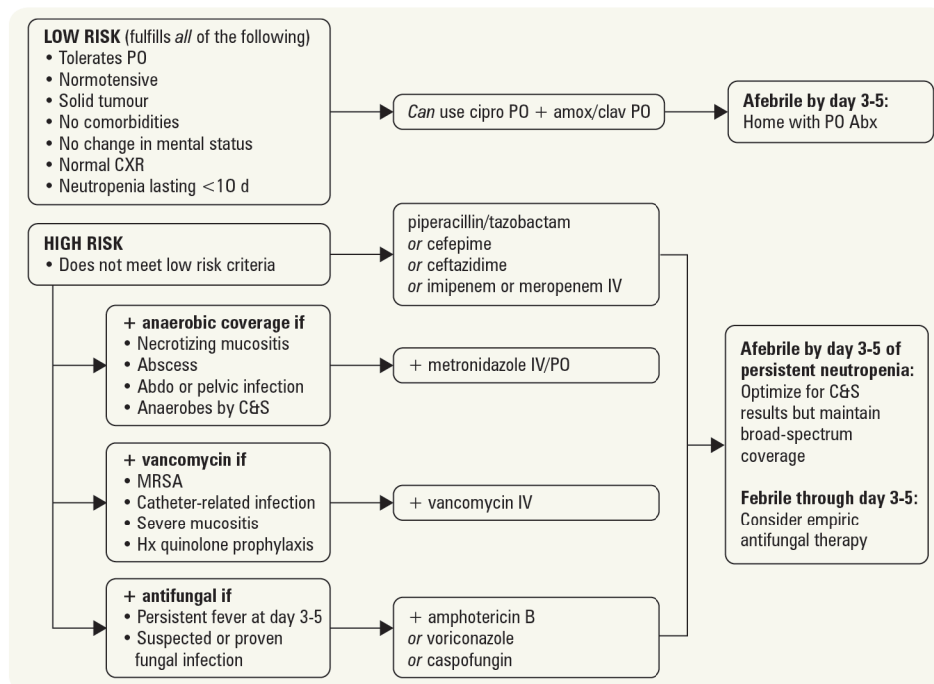 LOW RISK (fulfills all of the following)
• Tolerates PO
• Normotensive
• Solid tumour
• No comorbidities
• No change in mental status
• Normal CXR
• Neutropenia lasting <10 d
Can use cipro PO + amox/clav PO
Afebrile by day 3-5:
Home with PO Abx
HIGH RISK
• Does not meet low risk criteria
piperacillin/tazobactam
or cefepime
or ceftazidime
or imipenem or meropenem IV
+ anaerobic coverage if
• Necrotizing mucositis
• Abscess
• Abdo or pelvic infection
• Anaerobes by C&S
+ metronidazole IV/PO
+ vancomycin if
• MRSA
• Catheter-related infection
• Severe mucositis
• Hx quinolone prophylaxis
+ vancomycin IV
+ antifungal if
• Persistent fever at day 3-5
• Suspected or proven
fungal infection
+ amphotericin B
or voriconazole
or caspofungin
Afebrile by day 3-5 of
persistent neutropenia:
Optimize for C&S
results but maintain
broad-spectrum
coverage
Febrile through day 3-5:
Consider empiric
antifungal therapy